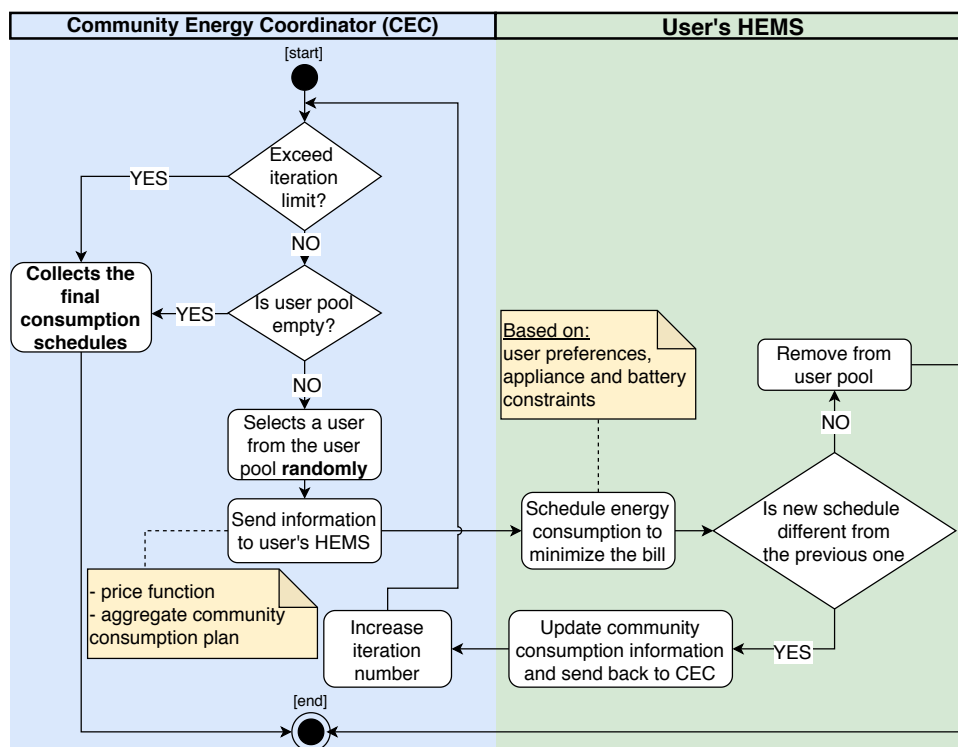 Community Energy Coordinator (CEC)
User's HEMS
[start]
Exceed
iteration
limit?
YES
NO
Collects the
final
consumption
schedules
YES
Is user pool
empty?
NO
Selects a user
from the user
pool randomly
Send information
to user's HEMS
- price function
- aggregate community
consumption plan
Increase
iteration
number
[end]
Based on:
user preferences,
appliance and battery
constraints
Remove from
user pool
NO
Schedule energy
consumption to
minimize the bill
Is new schedule
different from
the previous one
YES
Update community
consumption information
and send back to CEC